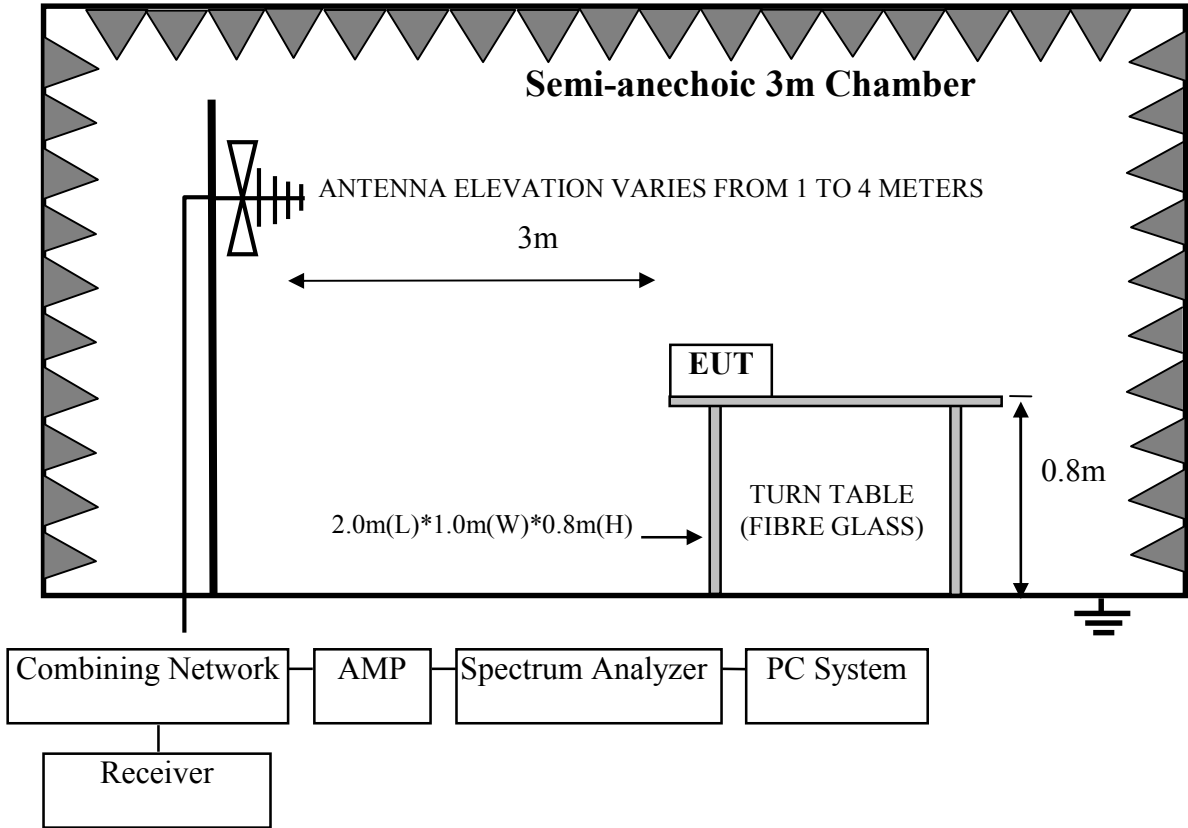 Semi-anechoic 3m Chamber
ANTENNA ELEVATION VARIES FROM 1 TO 4 METERS
3m
EUT
0.8m
TURN TABLE
(FIBRE GLASS)
2.0m(L)*1.0m(W)*0.8m(H)
Combining Network
AMP
Spectrum Analyzer
PC System
Receiver